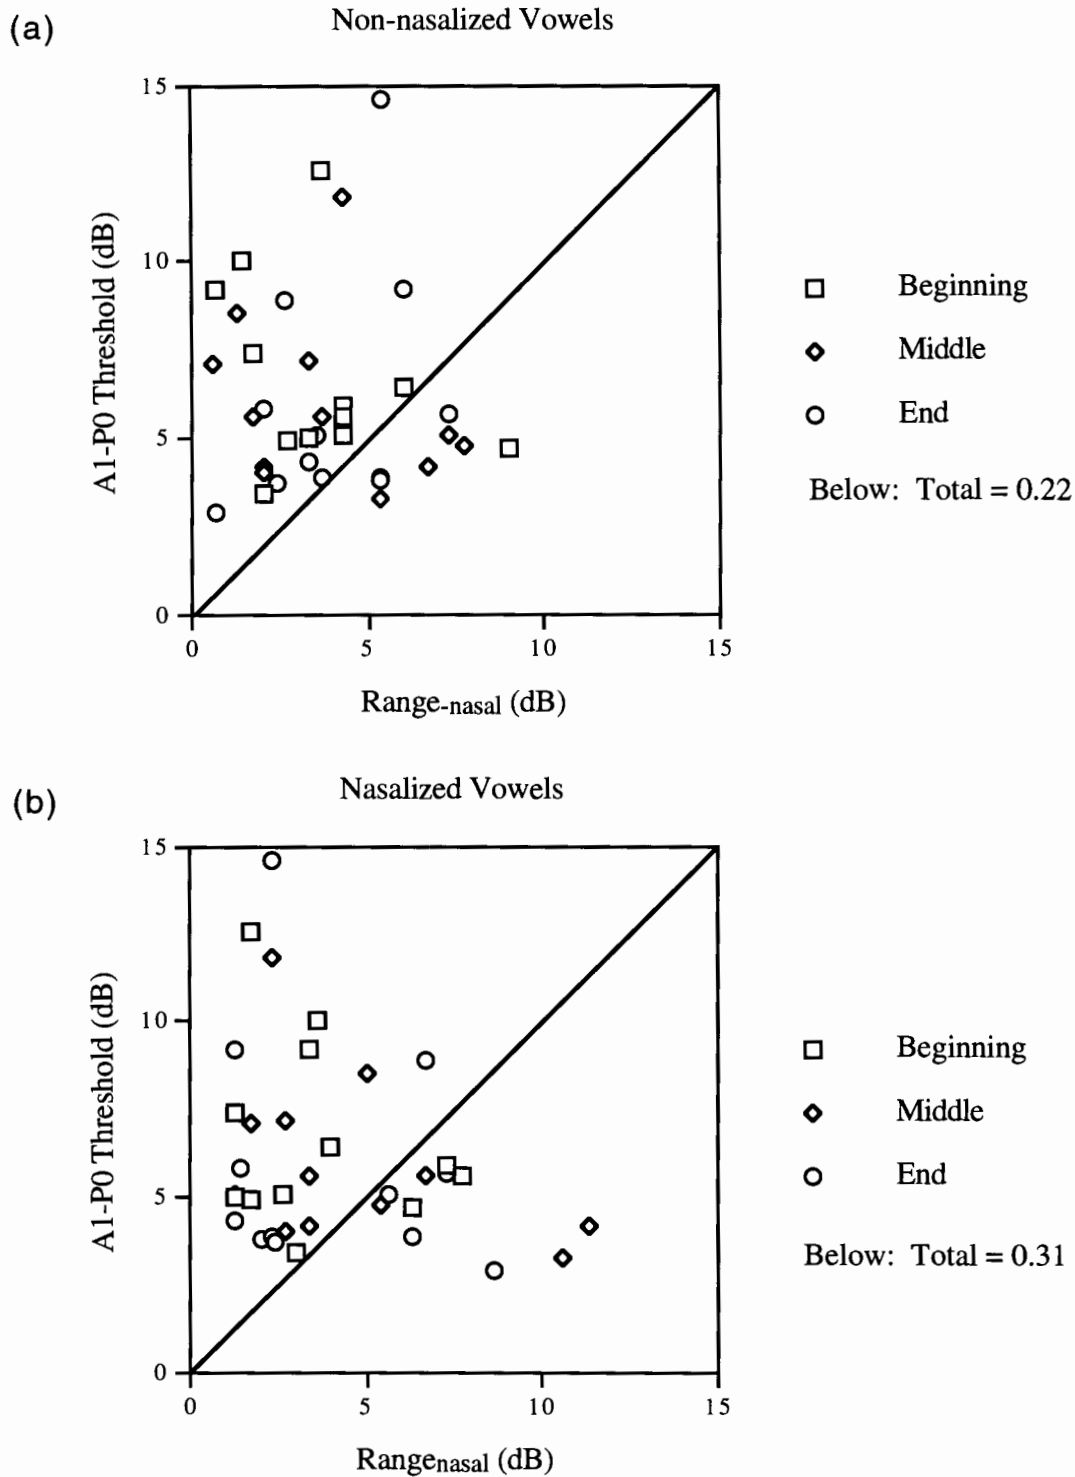 (a)
Non-nasalized Vowels
15
10
5
0
A1-P0 Threshold (dB)
0 5 10 15
Range-nasal (dB)
Beginning
Middle
End
Below: Total = 0.22
(b)
Nasalized Vowels
15
10
5
0
A1-P0 Threshold (dB)
0 5 10 15
Rangenasal (dB)
Beginning
Middle
End
Below: Total = 0.31